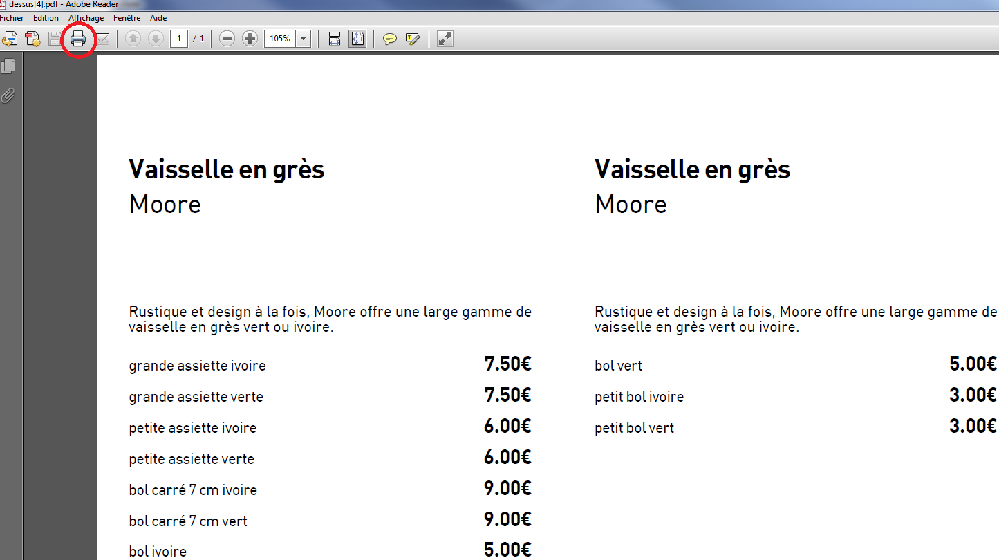 dessus[4].pdf - Adobe Reader
Fichier Edition Affichage Fenêtre Aide
1 / 1 105%
Vaisselle en grès
Moore
Rustique et design à la fois, Moore offre une large gamme de
vaisselle en grès vert ou ivoire.
grande assiette ivoire 7.50€
grande assiette verte 7.50€
petite assiette ivoire 6.00€
petite assiette verte 6.00€
bol carré 7 cm ivoire 9.00€
bol carré 7 cm vert 9.00€
bol ivoire 5.00€
Vaisselle en grès
Moore
Rustique et design à la fois, Moore offre une large gamme de
vaisselle en grès vert ou ivoire.
bol vert 5.00€
petit bol ivoire 3.00€
petit bol vert 3.00€